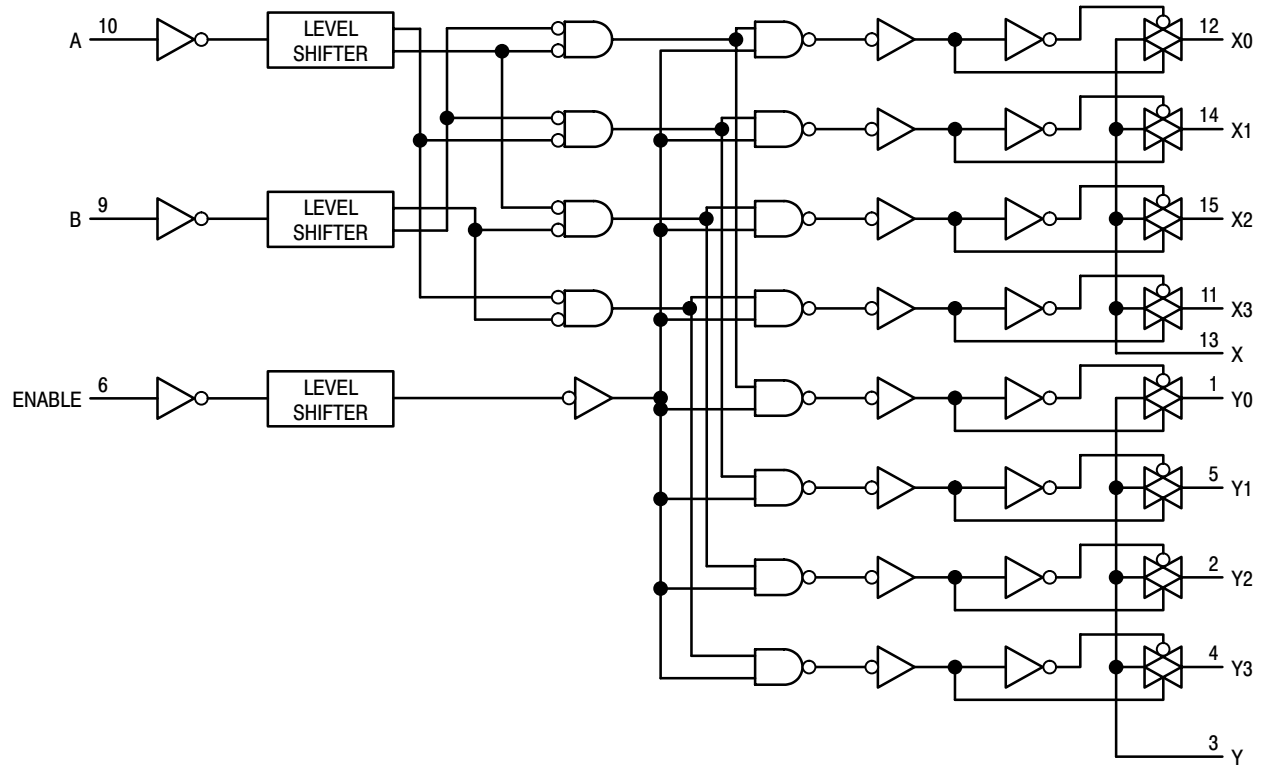 A 10
LEVEL
SHIFTER
12 X0
14 X1
B 9
LEVEL
SHIFTER
15 X2
11 X3
13 X
ENABLE 6
LEVEL
SHIFTER
1 Y0
5 Y1
2 Y2
4 Y3
3 Y